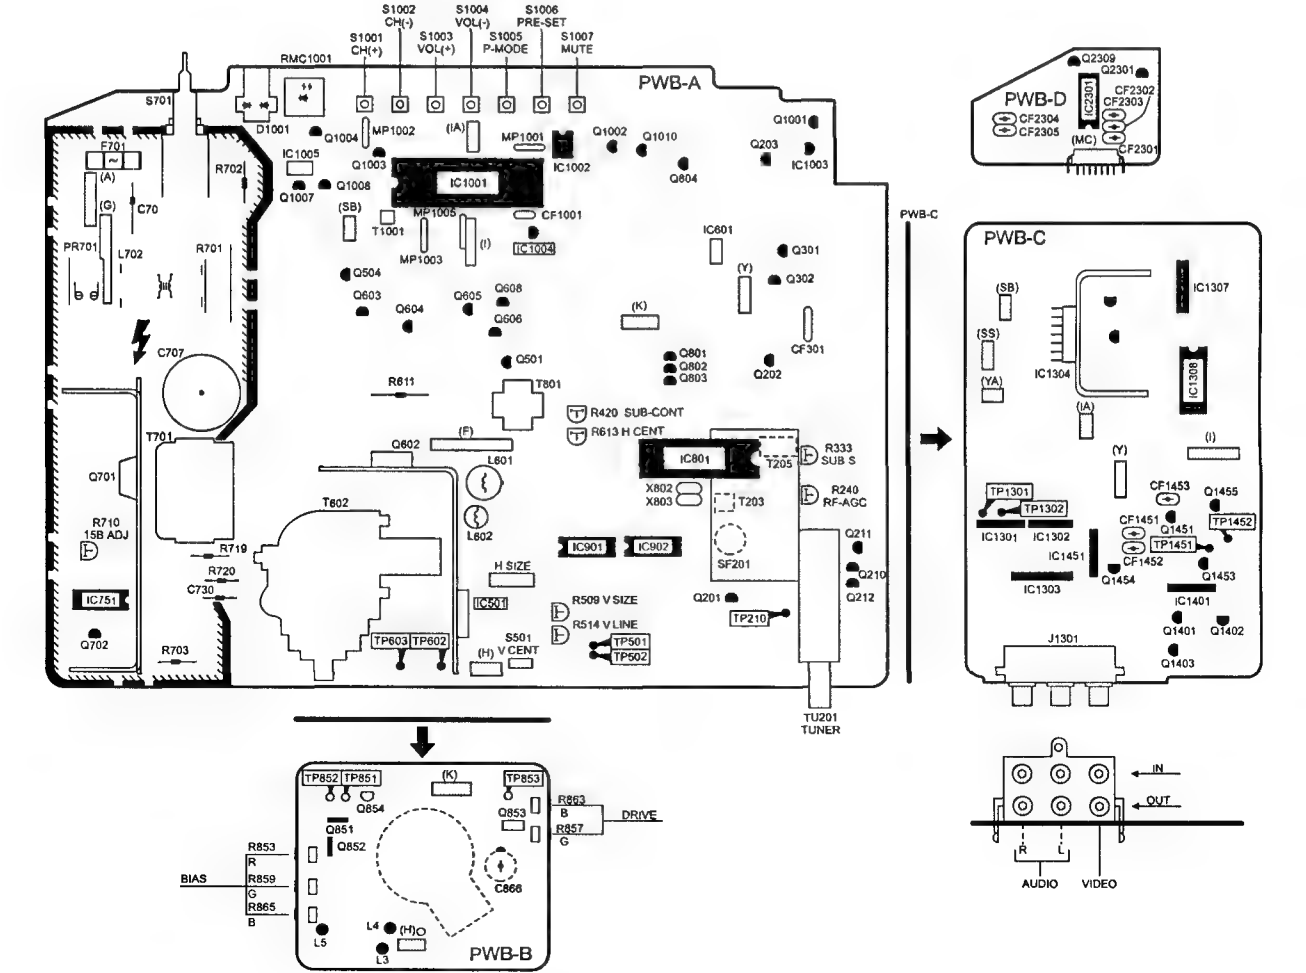 S1002
CH(-)
S1004
VOL(-)
S1006
PRE-SET
S1001
CH(+)
S1003
VOL(+)
S1005
P-MODE
S1007
MUTE
RMC1001
PWB-A
S701
D1001
Q1004
MP1002
(IA)
MP1001
IC1002
Q1002
Q1010
Q1001
Q203
IC1003
Q804
F701
(A)
R702
IC1005
Q1003
Q1007
Q1008
IC1001
C70
(G)
(SB)
T1001
MP1005
MP1003
(I)
CF1001
IC1004
PR701
L702
R701
IC601
Q301
(Y)
Q302
Q504
Q603
Q604
Q605
Q608
Q606
(K)
CF301
C707
Q501
Q801
Q802
Q803
Q202
R611
T801
R420 SUB-CONT
R613 H CENT
T701
(F)
Q602
L601
IC801
T205
R333
SUB S
Q701
X802
X803
T203
R240
RF-AGC
T602
L602
R710
15B ADJ
R719
IC901
IC902
SF201
Q211
R720
H SIZE
Q210
Q212
C730
IC751
IC501
R509 V SIZE
Q201
TP210
R514 V LINE
Q702
TP603
TP602
S501
V CENT
TP501
TP502
R703
(H)
TU201
TUNER
PWB-D
Q2309
Q2301
IC2301
CF2302
CF2303
CF2304
CF2305
(MC)
CF2301
PWB-C
PWB-C
(SB)
IC1307
(SS)
IC1304
IC1308
(YA)
(IA)
(I)
(Y)
TP1301
TP1302
CF1453
Q1455
IC1301
IC1302
CF1451
Q1451
TP1452
IC1451
TP1451
CF1452
Q1454
Q1453
IC1303
IC1401
Q1401
Q1402
J1301
Q1403
TP852
TP851
(K)
TP853
Q854
Q853
R863
B
DRIVE
R857
G
Q851
Q852
R853
R
BIAS
R859
G
R865
B
C866
L5
L4
(H)
L3
PWB-B
IN
OUT
R
L
AUDIO
VIDEO